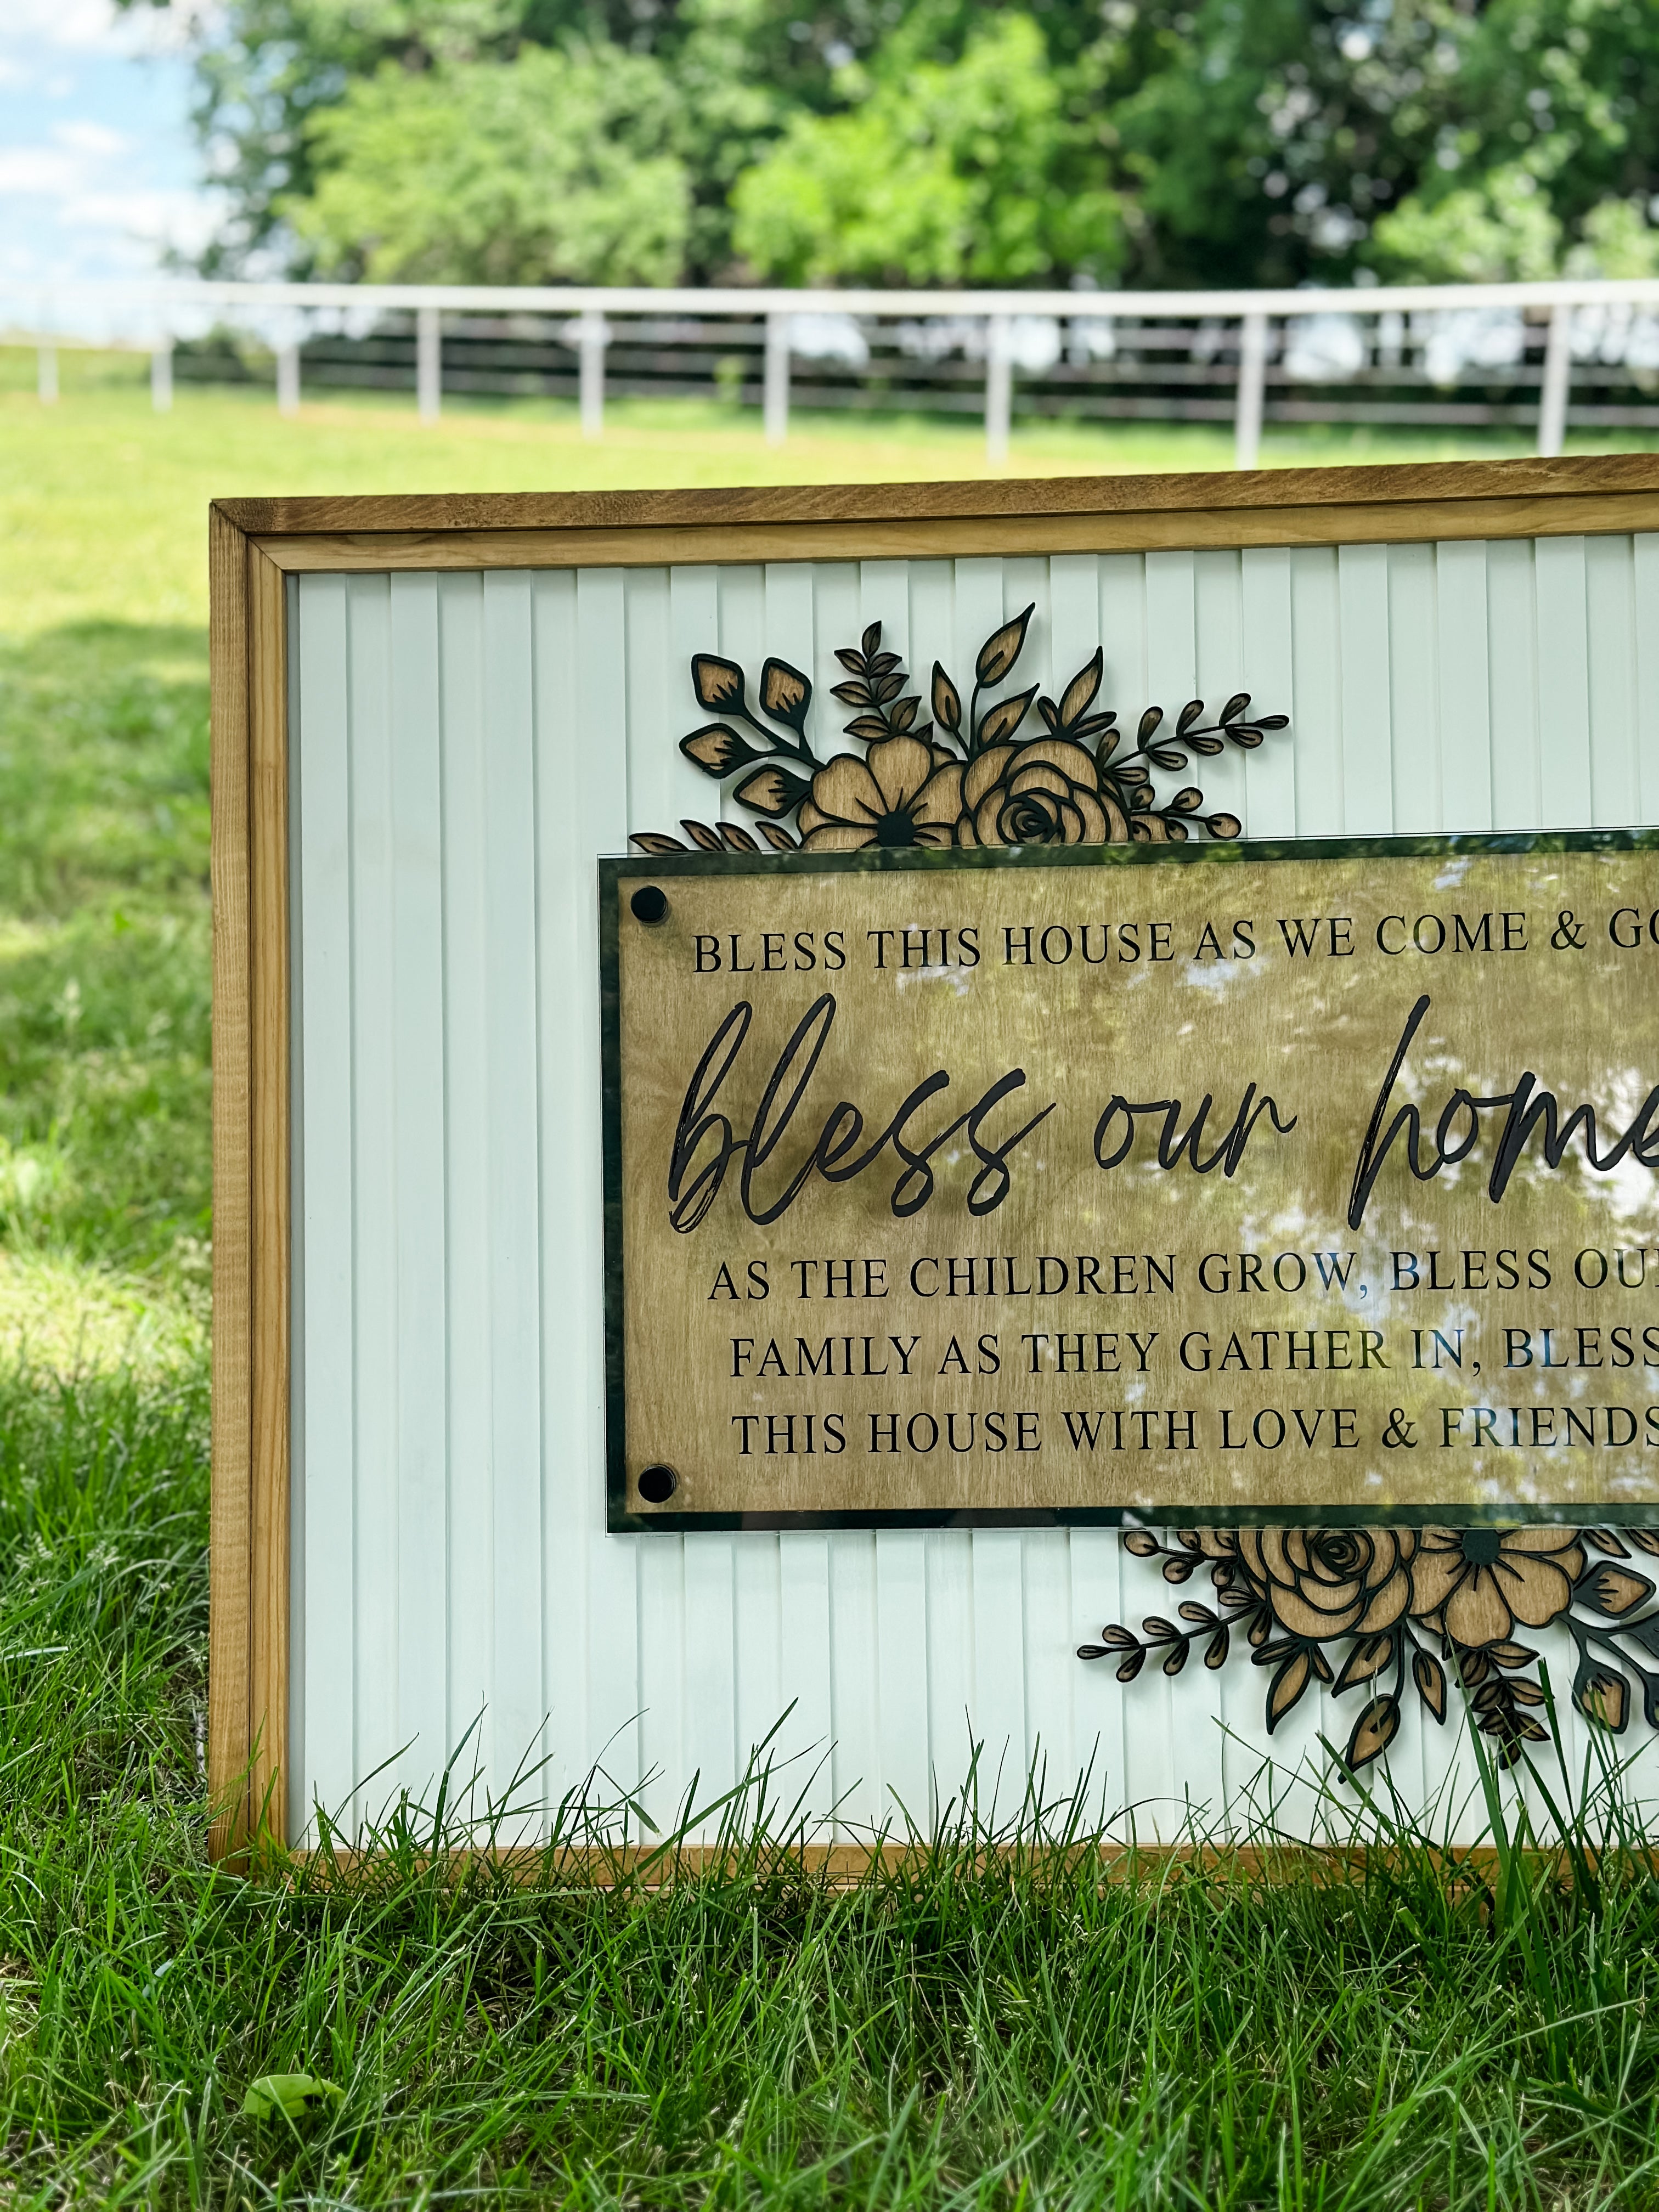 BLESS THIS HOUSE AS WE COME & GO
bless our home
AS THE CHILDREN GROW, BLESS OUR
FAMILY AS THEY GATHER IN, BLESS
THIS HOUSE WITH LOVE & FRIENDS